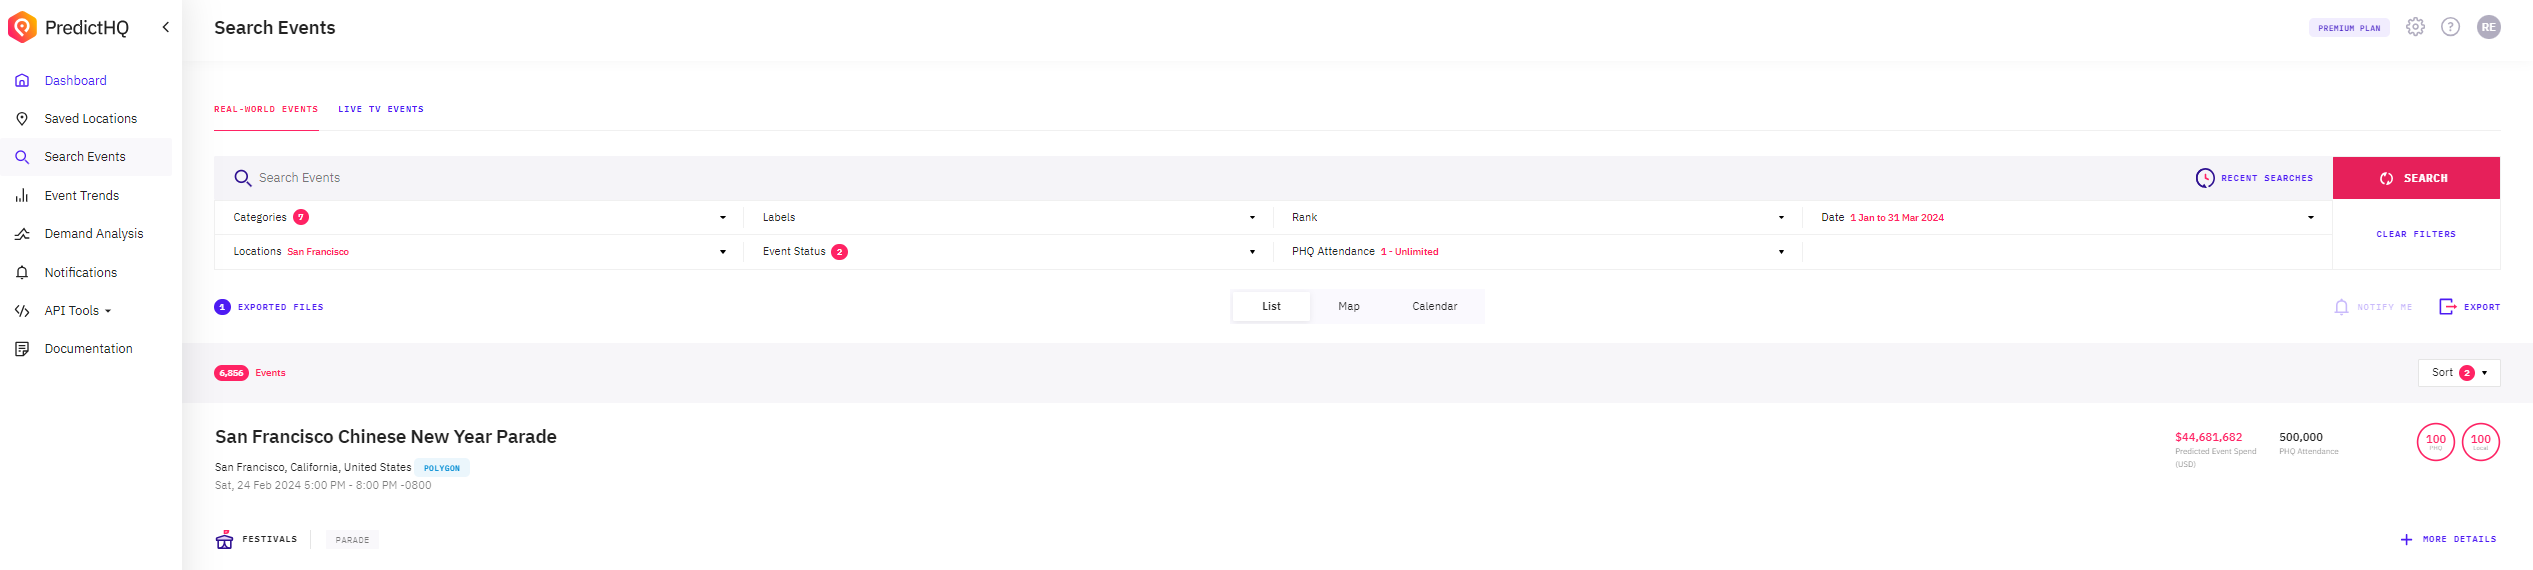 PredictHQ
Dashboard
Saved Locations
Search Events
Event Trends
Demand Analysis
Notifications
API Tools
Documentation
Search Events
PREMIUM PLAN
?
RE
REAL-WORLD EVENTS
LIVE TV EVENTS
Search Events
RECENT SEARCHES
SEARCH
Categories 7
Labels
Rank
Date 1 Jan to 31 Mar 2024
Locations San Francisco
Event Status 2
PHQ Attendance 1 - Unlimited
CLEAR FILTERS
1 EXPORTED FILES
List
Map
Calendar
NOTIFY ME
EXPORT
6,856 Events
Sort 2
San Francisco Chinese New Year Parade
San Francisco, California, United States POLYGON
Sat, 24 Feb 2024 5:00 PM - 8:00 PM -0800
$44,681,682
Predicted Event Spend
(USD)
500,000
PHQ Attendance
100
PHQ
100
Local
FESTIVALS
PARADE
MORE DETAILS